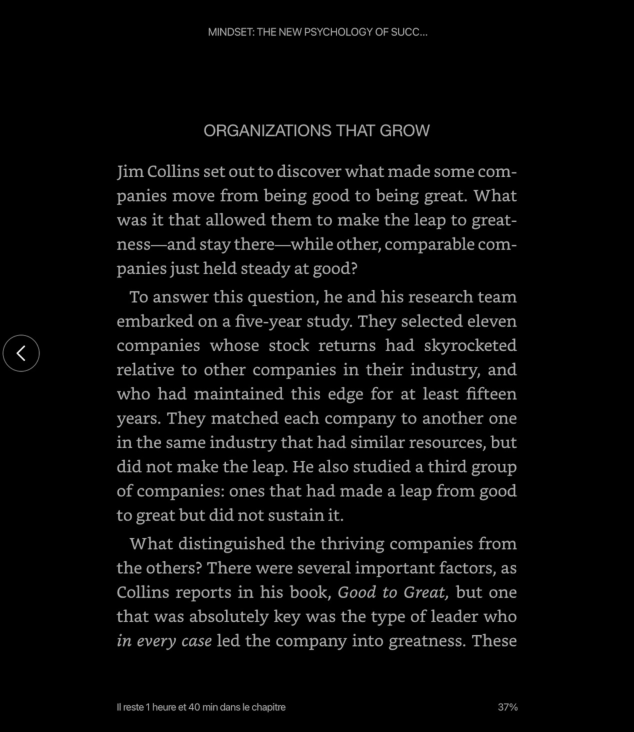 MINDSET: THE NEW PSYCHOLOGY OF SUCC...
ORGANIZATIONS THAT GROW
Jim Collins set out to discover what made some com-
panies move from being good to being great. What
was it that allowed them to make the leap to great-
ness—and stay there—while other, comparable com-
panies just held steady at good?
To answer this question, he and his research team
embarked on a five-year study. They selected eleven
companies whose stock returns had skyrocketed
relative to other companies in their industry, and
who had maintained this edge for at least fifteen
years. They matched each company to another one
in the same industry that had similar resources, but
did not make the leap. He also studied a third group
of companies: ones that had made a leap from good
to great but did not sustain it.
What distinguished the thriving companies from
the others? There were several important factors, as
Collins reports in his book, Good to Great, but one
that was absolutely key was the type of leader who
in every case led the company into greatness. These
Il reste 1 heure et 40 min dans le chapitre
37%